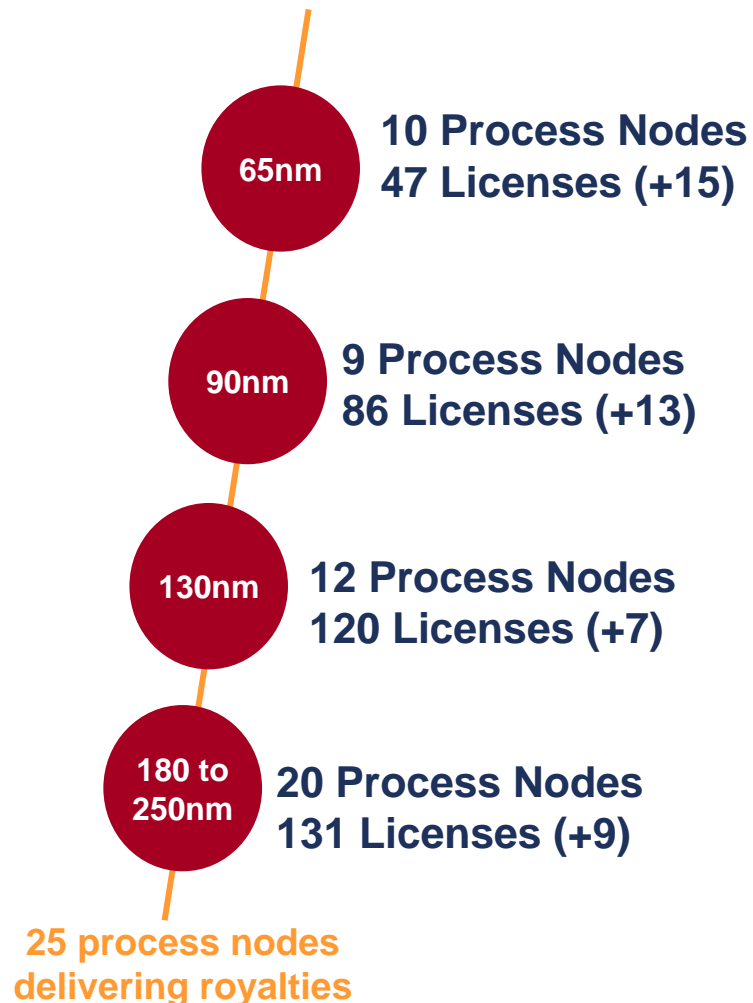 65nm
10 Process Nodes
47 Licenses (+15)
90nm
9 Process Nodes
86 Licenses (+13)
130nm
12 Process Nodes
120 Licenses (+7)
180 to
250nm
20 Process Nodes
131 Licenses (+9)
25 process nodes
delivering royalties